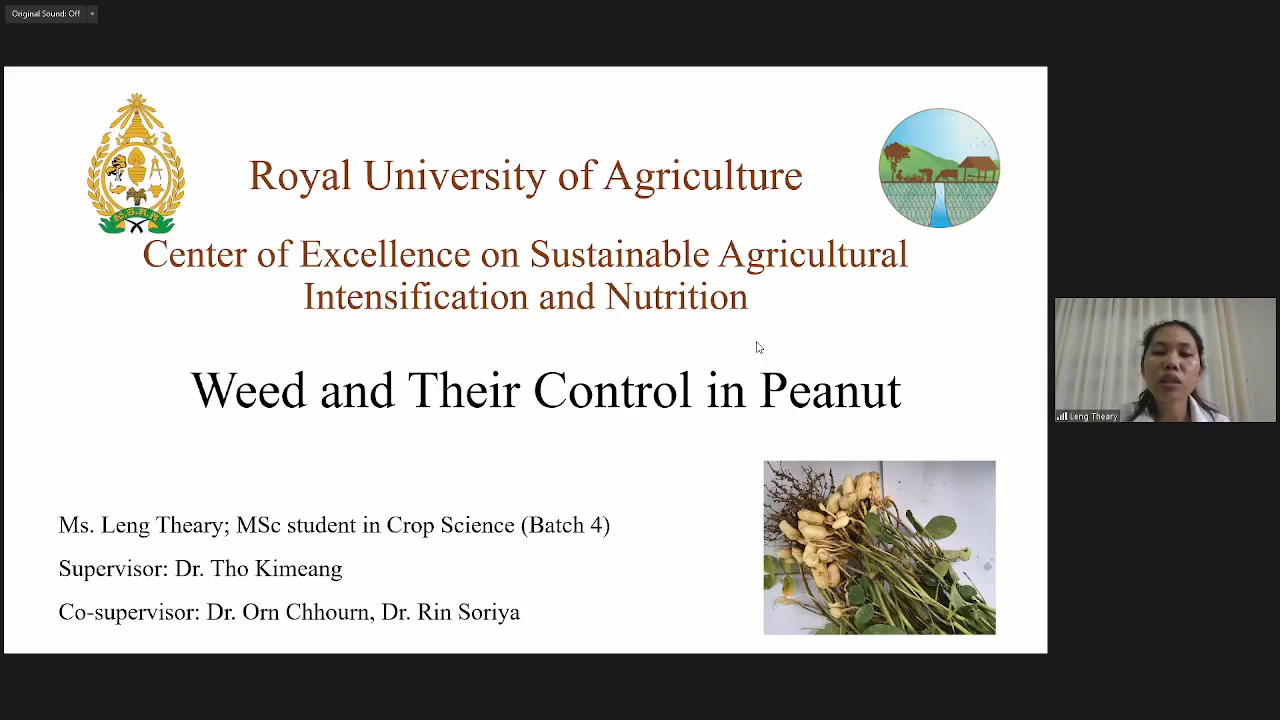 Original Sound: Off
Royal University of Agriculture
Center of Excellence on Sustainable Agricultural
Intensification and Nutrition
Weed and Their Control in Peanut
Ms. Leng Theary; MSc student in Crop Science (Batch 4)
Supervisor: Dr. Tho Kimeang
Co-supervisor: Dr. Orn Chhourn, Dr. Rin Soriya
Leng Theary